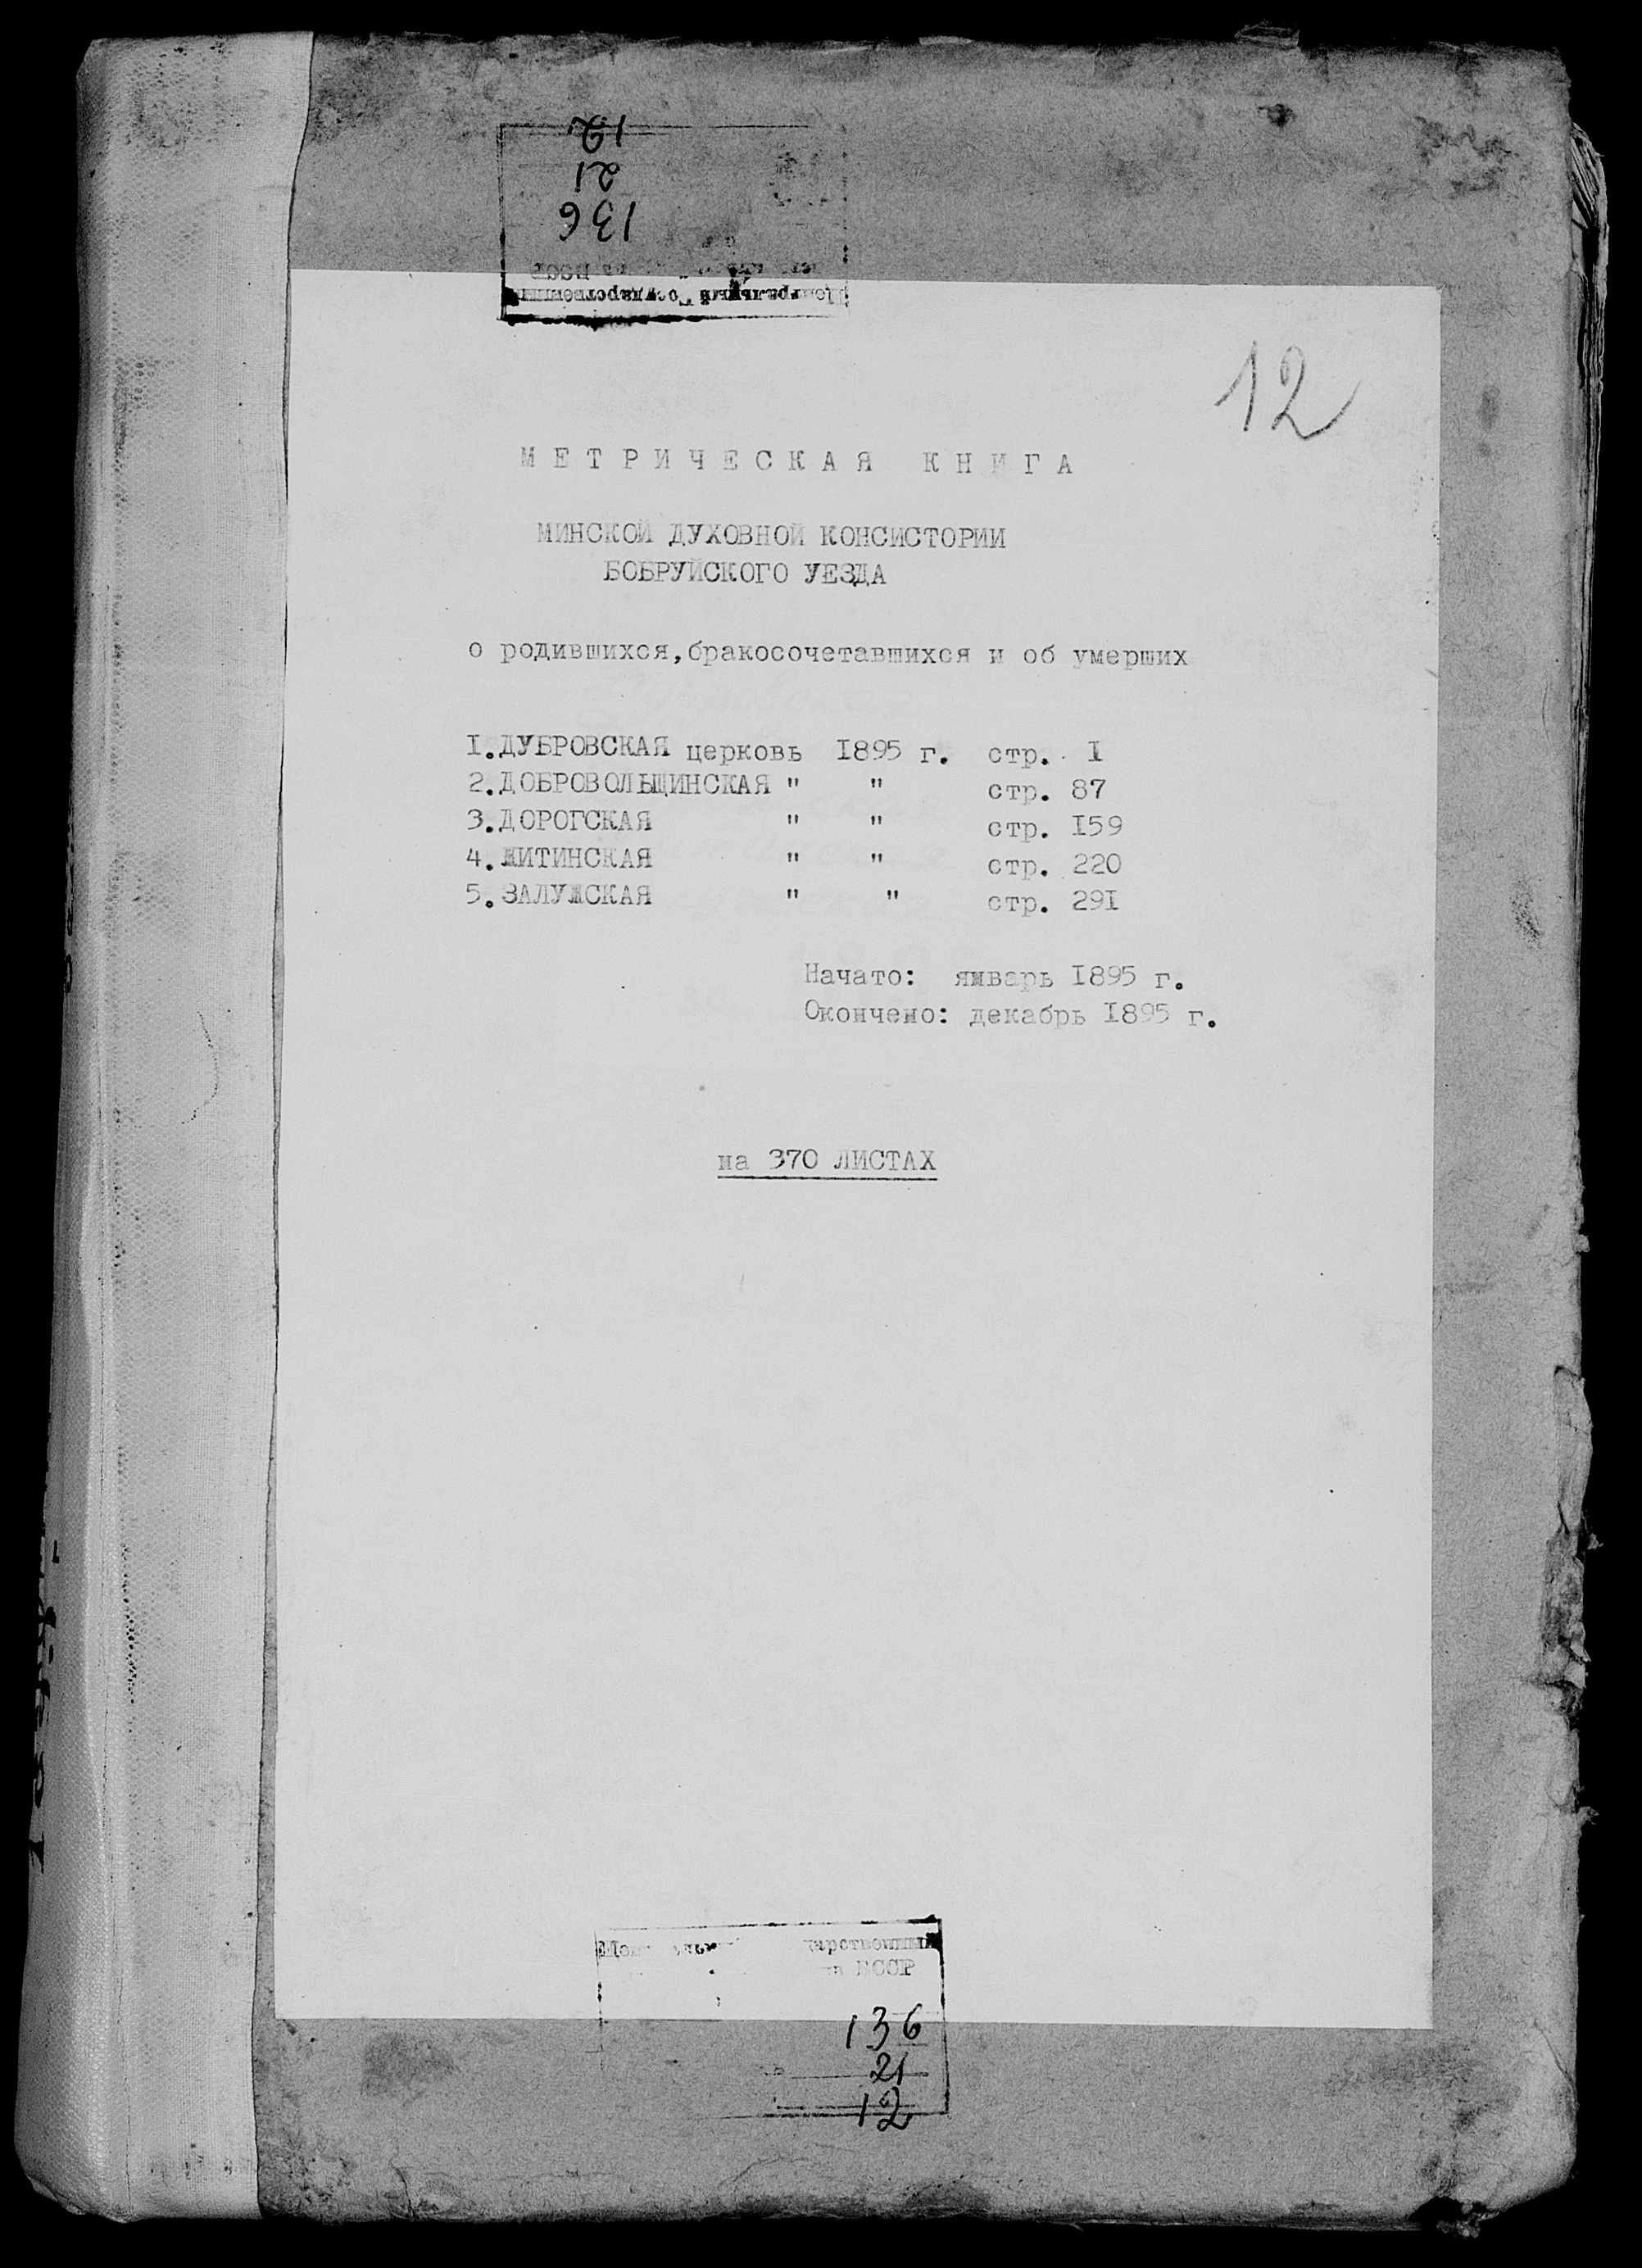 12
21
136
12
МЕТРИЧЕСКАЯ КНИГА
МИНСКОЙ ДУХОВНОЙ КОНСИСТОРИИ
БОБРУЙСКОГО УЕЗДА
о родившихся,бракосочетавшихся и об умерших
I.ДУБРОВСКАЯ церковь I895 г. стр. I
2.ДОБРОВОЛЬЩИНСКАЯ " " стр. 87
3.ДОРОГСКАЯ " " стр. I59
4.ЖИТИНСКАЯ " " стр. 220
5.ЗАЛУЖСКАЯ " " стр. 29I
Начато: январь I895 г.
Окончено: декабрь I895 г.
на 370 ЛИСТАХ
БССР
136
21
12